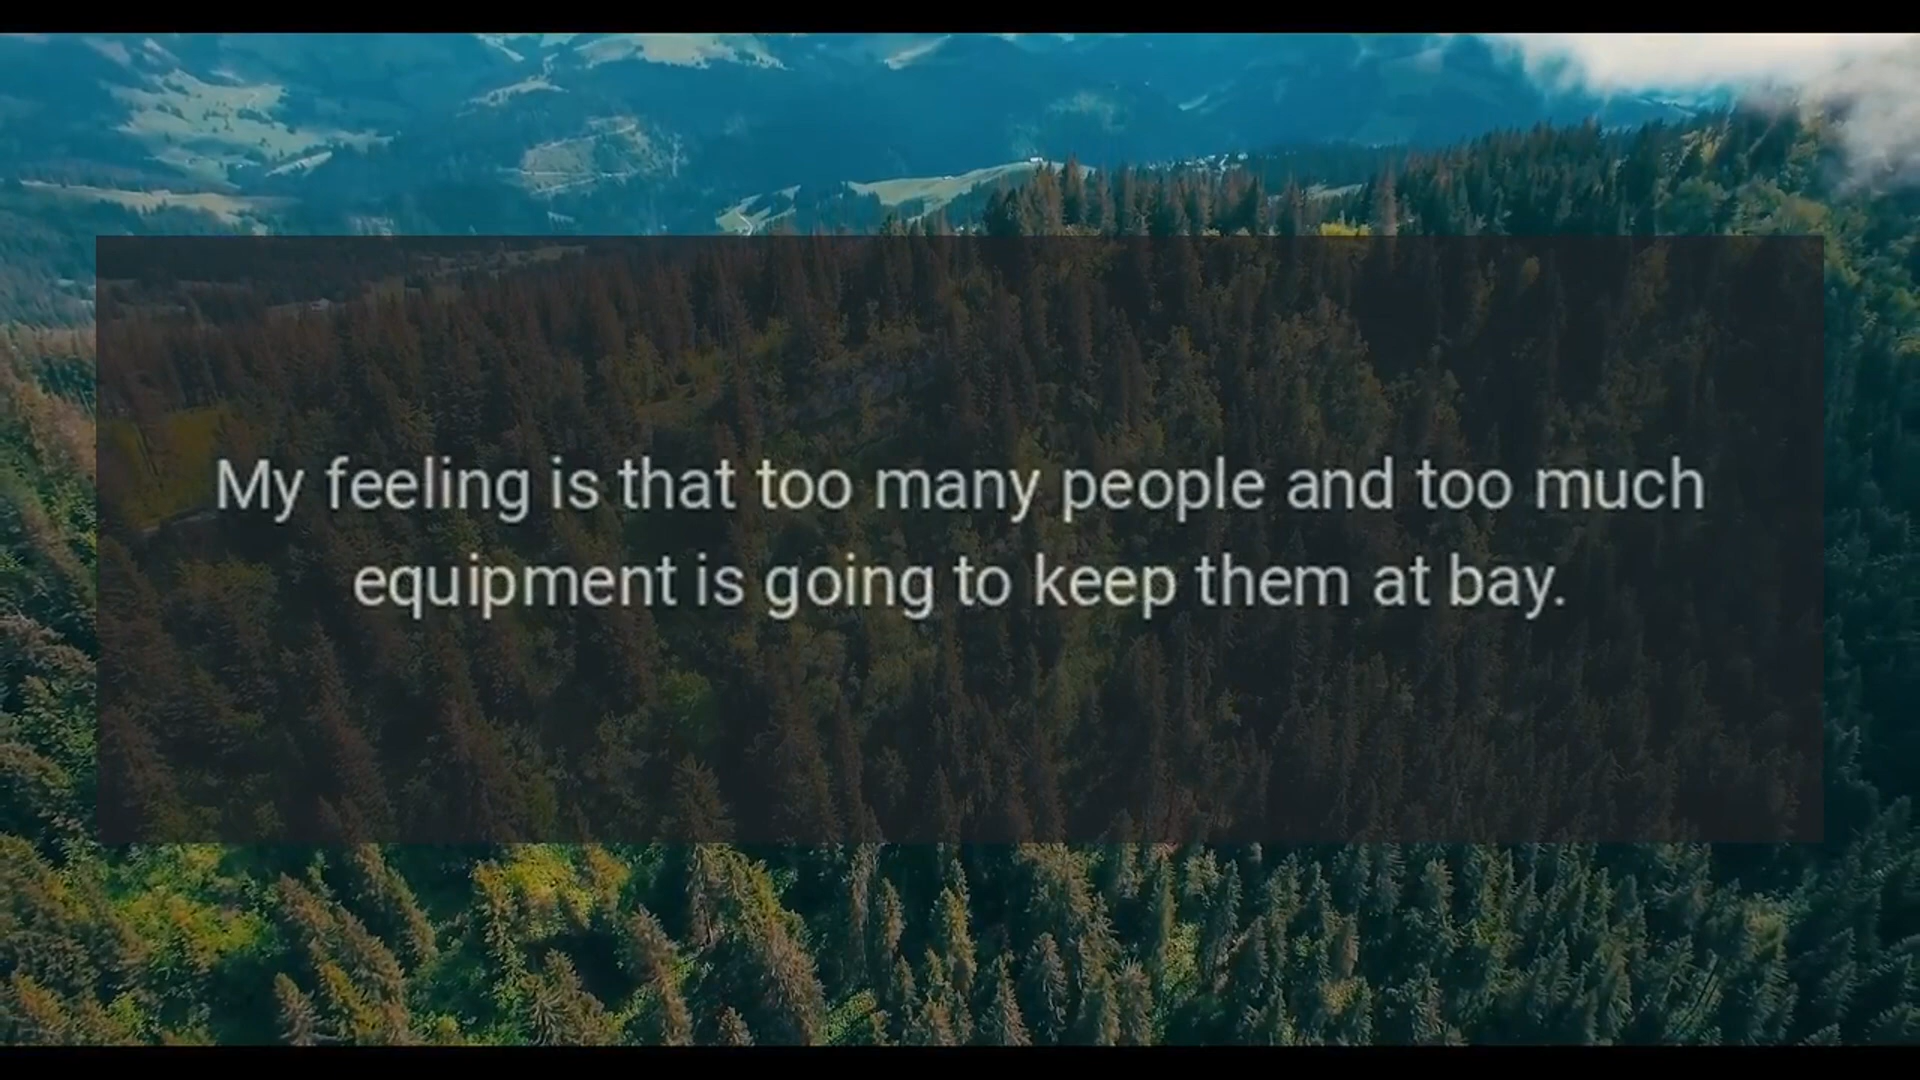 My feeling is that too many people and too much
equipment is going to keep them at bay.